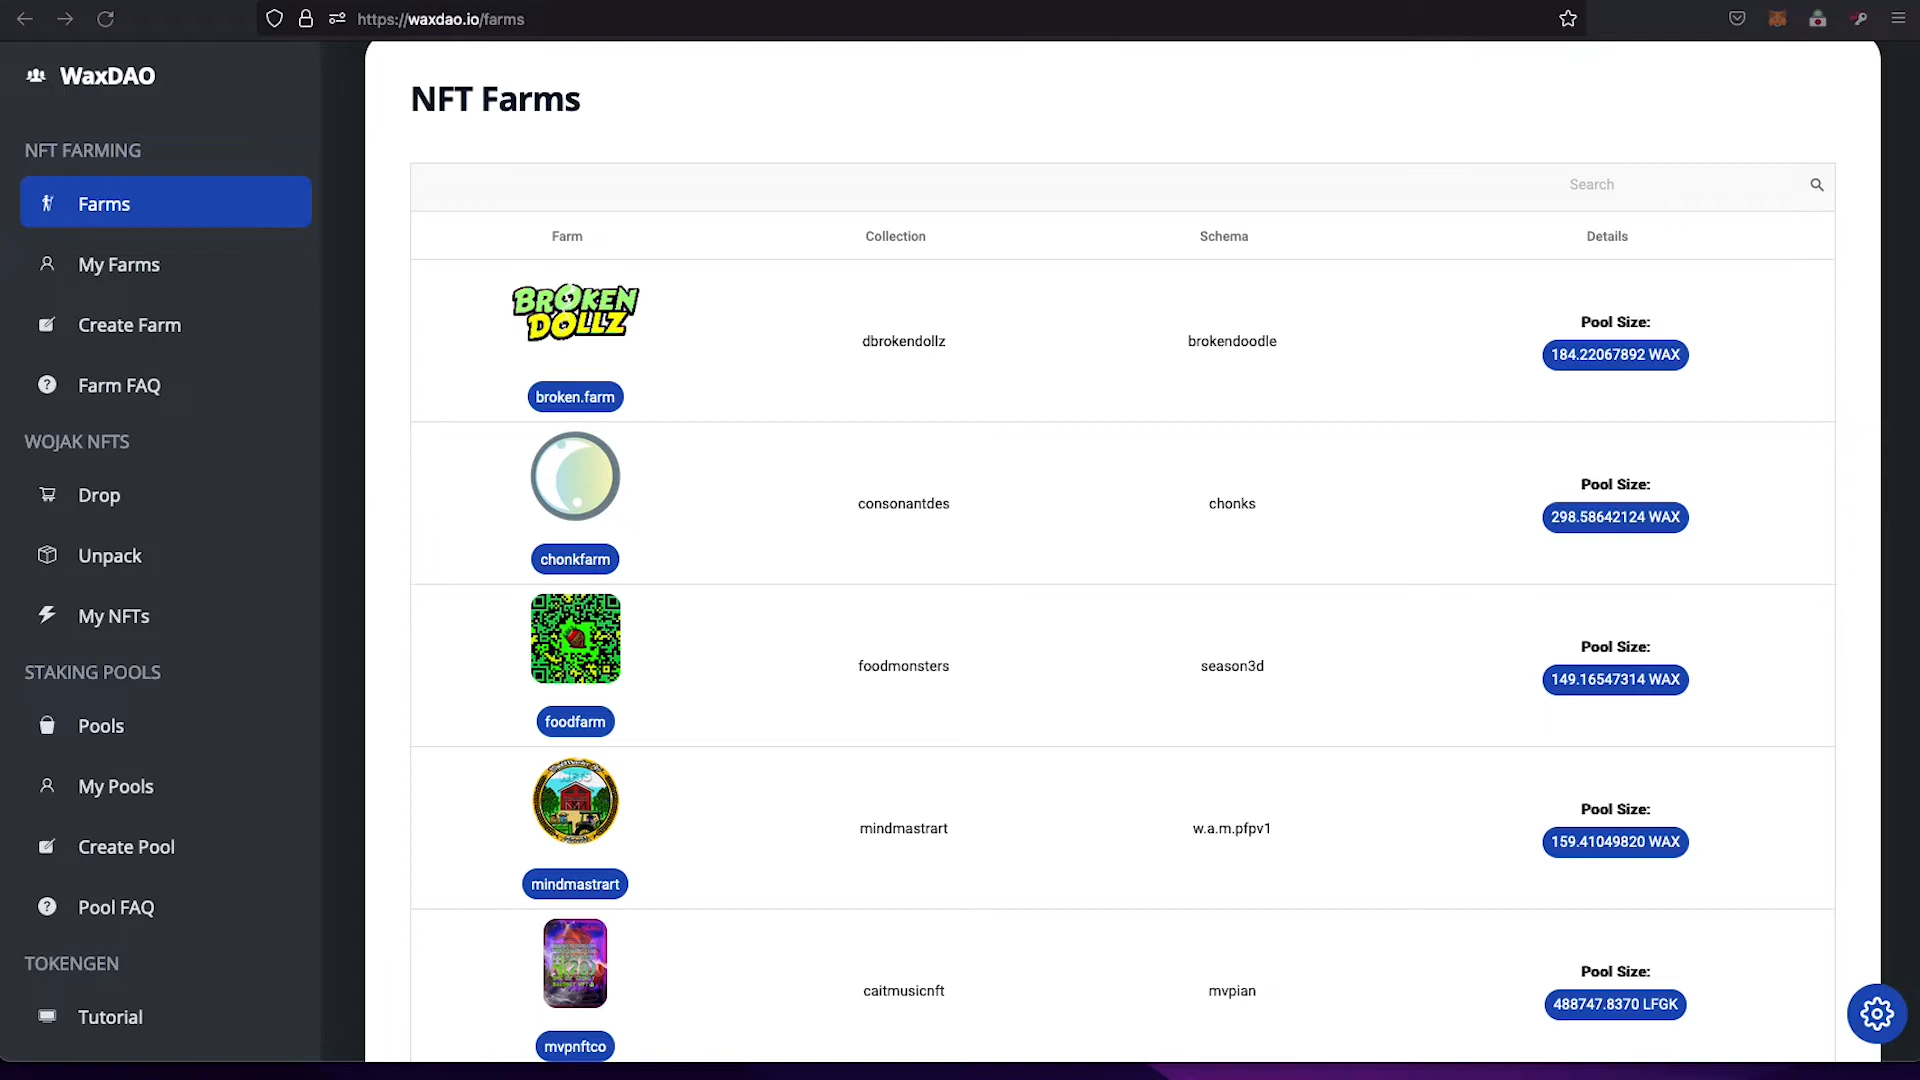 https://waxdao.io/farms
WaxDAO
NFT FARMING
Farms
My Farms
Create Farm
Farm FAQ
WOJAK NFTS
Drop
Unpack
My NFTs
STAKING POOLS
Pools
My Pools
Create Pool
Pool FAQ
TOKENGEN
Tutorial
NFT Farms
Search
Farm Collection Schema Details
BROKEN
DOLLZ
broken.farm
dbrokendollz
brokendoodle
Pool Size:
184.22067892 WAX
chonkfarm
consonantdes
chonks
Pool Size:
298.58642124 WAX
foodfarm
foodmonsters
season3d
Pool Size:
149.16547314 WAX
mindmastrart
mindmastrart
w.a.m.pfpv1
Pool Size:
159.41049820 WAX
mvpnftco
caitmusicnft
mvpian
Pool Size:
488747.8370 LFGK